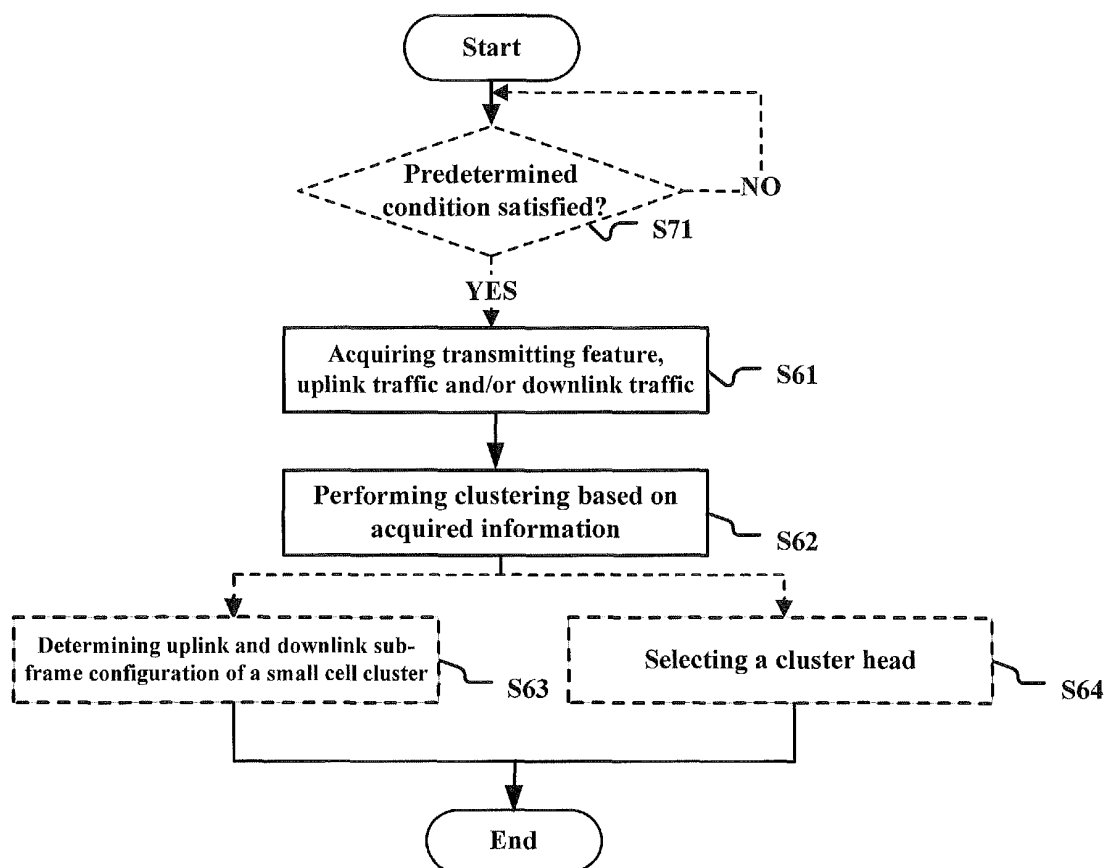 Start
Predetermined
condition satisfied?
NO
S71
YES
Acquiring transmitting feature,
uplink traffic and/or downlink traffic
S61
Performing clustering based on
acquired information
S62
Determining uplink and downlink sub-
frame configuration of a small cell cluster
S63
Selecting a cluster head
S64
End